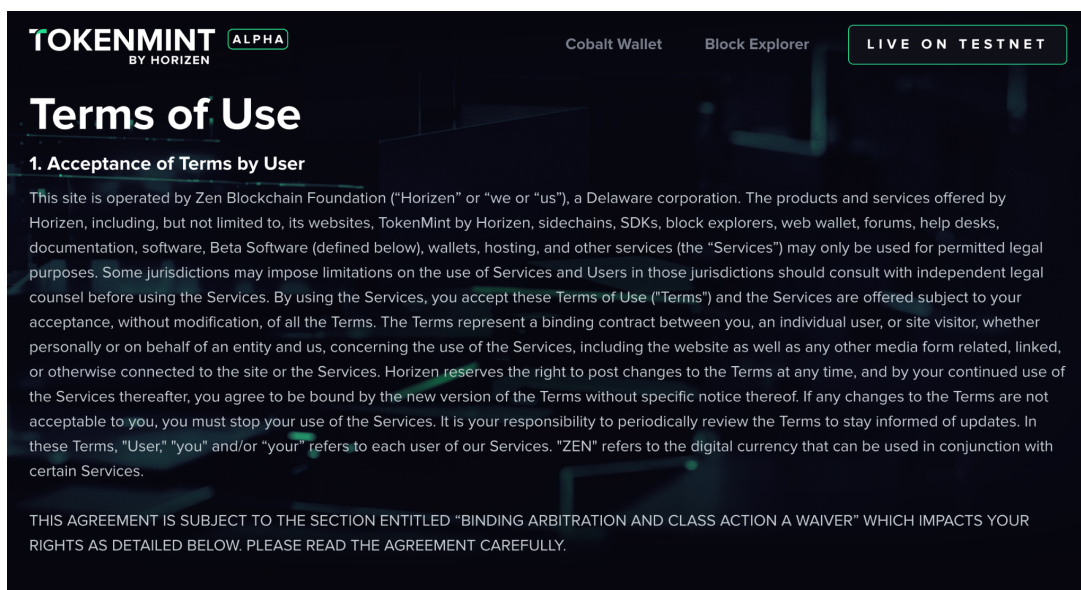 TOKENMINT ALPHA
BY HORIZEN
Cobalt Wallet
Block Explorer
LIVE ON TESTNET
Terms of Use
1. Acceptance of Terms by User
This site is operated by Zen Blockchain Foundation (“Horizen” or “we or “us”), a Delaware corporation. The products and services offered by
Horizen, including, but not limited to, its websites, TokenMint by Horizen, sidechains, SDKs, block explorers, web wallet, forums, help desks,
documentation, software, Beta Software (defined below), wallets, hosting, and other services (the “Services”) may only be used for permitted legal
purposes. Some jurisdictions may impose limitations on the use of Services and Users in those jurisdictions should consult with independent legal
counsel before using the Services. By using the Services, you accept these Terms of Use ("Terms") and the Services are offered subject to your
acceptance, without modification, of all the Terms. The Terms represent a binding contract between you, an individual user, or site visitor, whether
personally or on behalf of an entity and us, concerning the use of the Services, including the website as well as any other media form related, linked,
or otherwise connected to the site or the Services. Horizen reserves the right to post changes to the Terms at any time, and by your continued use of
the Services thereafter, you agree to be bound by the new version of the Terms without specific notice thereof. If any changes to the Terms are not
acceptable to you, you must stop your use of the Services. It is your responsibility to periodically review the Terms to stay informed of updates. In
these Terms, "User," "you" and/or “your” refers to each user of our Services. "ZEN" refers to the digital currency that can be used in conjunction with
certain Services.
THIS AGREEMENT IS SUBJECT TO THE SECTION ENTITLED “BINDING ARBITRATION AND CLASS ACTION A WAIVER” WHICH IMPACTS YOUR
RIGHTS AS DETAILED BELOW. PLEASE READ THE AGREEMENT CAREFULLY.